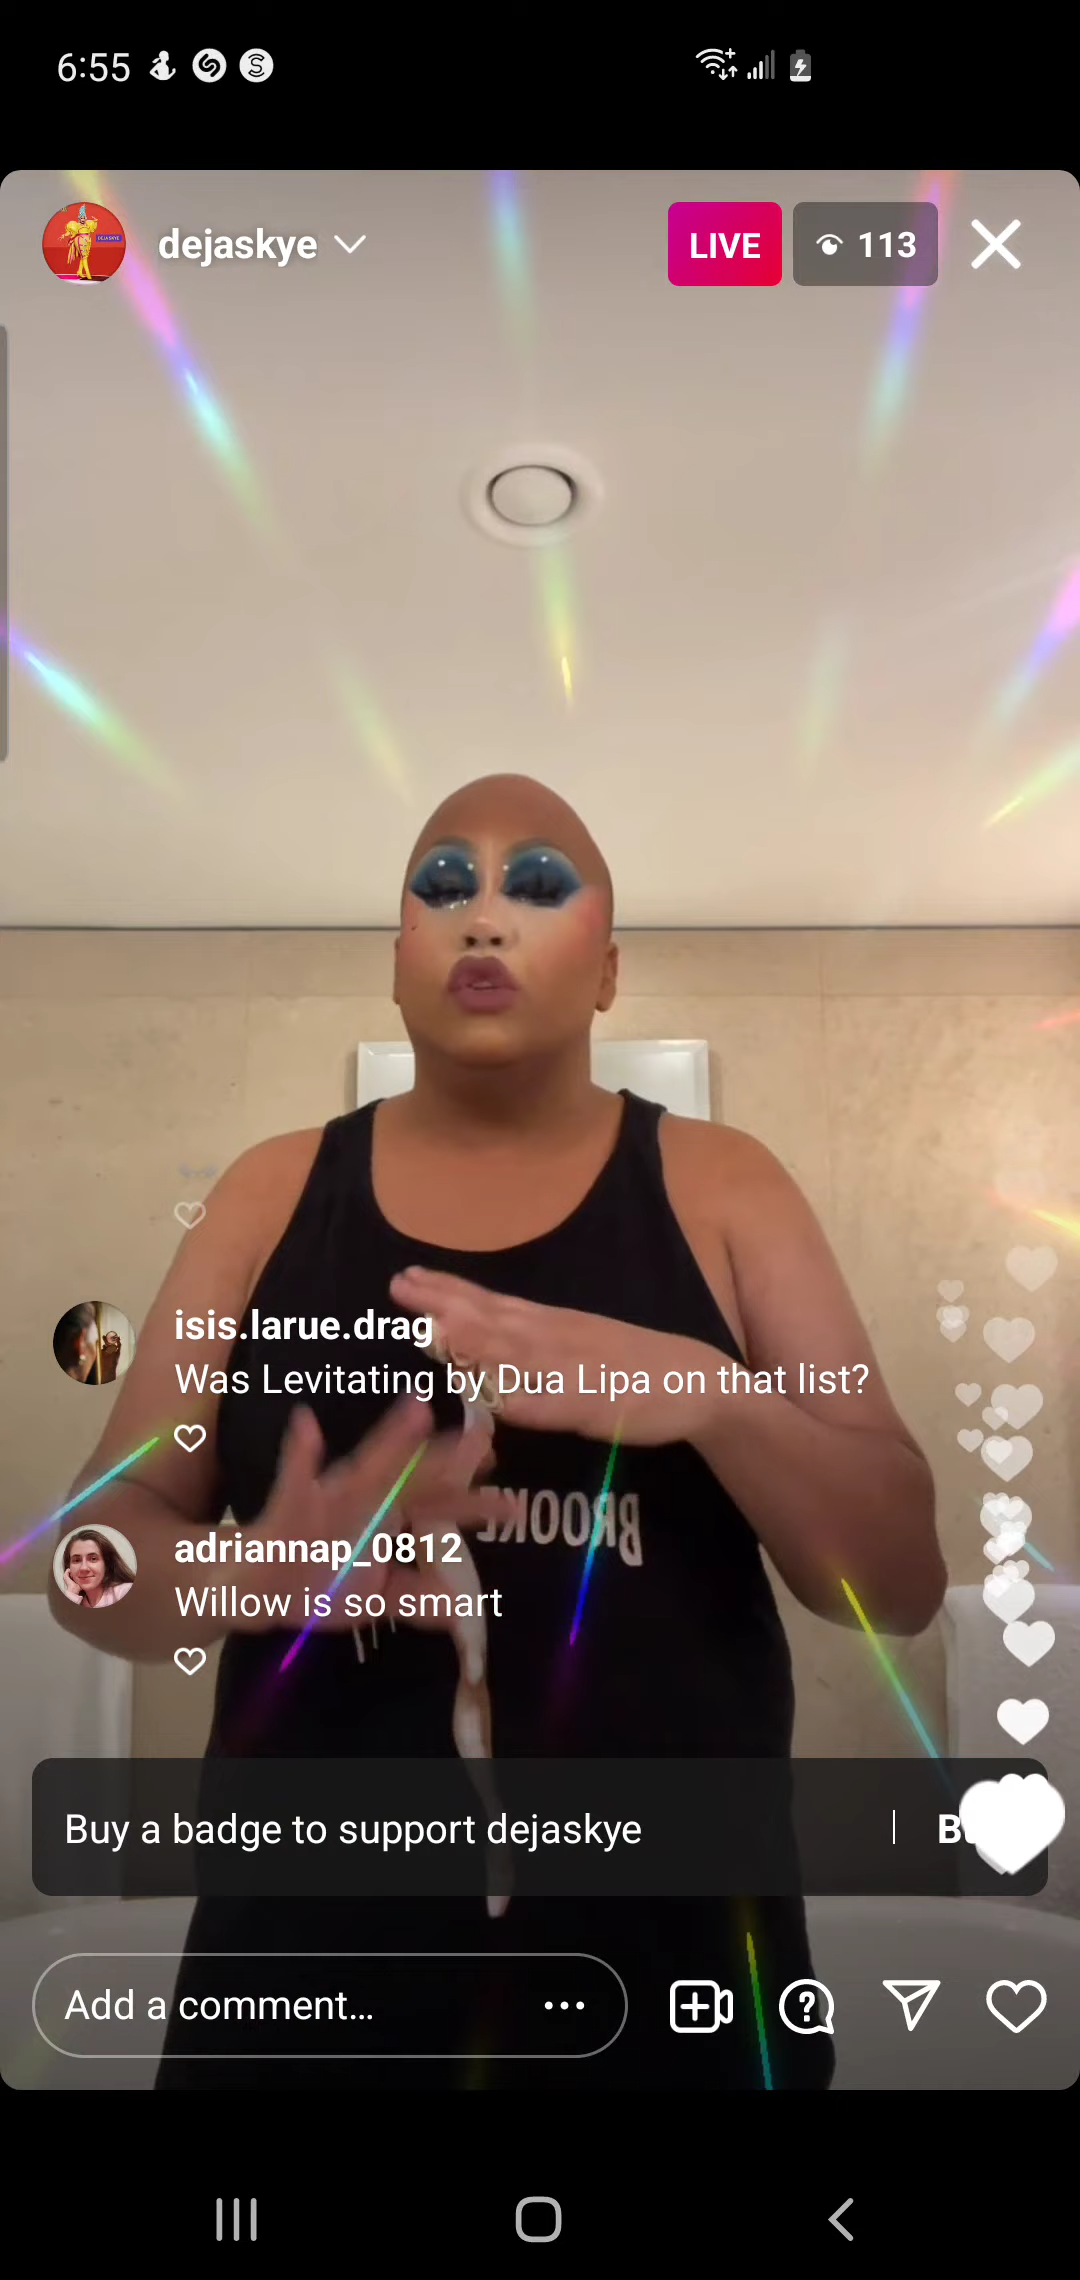 6:55
dejaskye
LIVE
113
isis.larue.drag
Was Levitating by Dua Lipa on that list?
BROOKE
adriannap_0812
Willow is so smart
Buy a badge to support dejaskye
Add a comment...